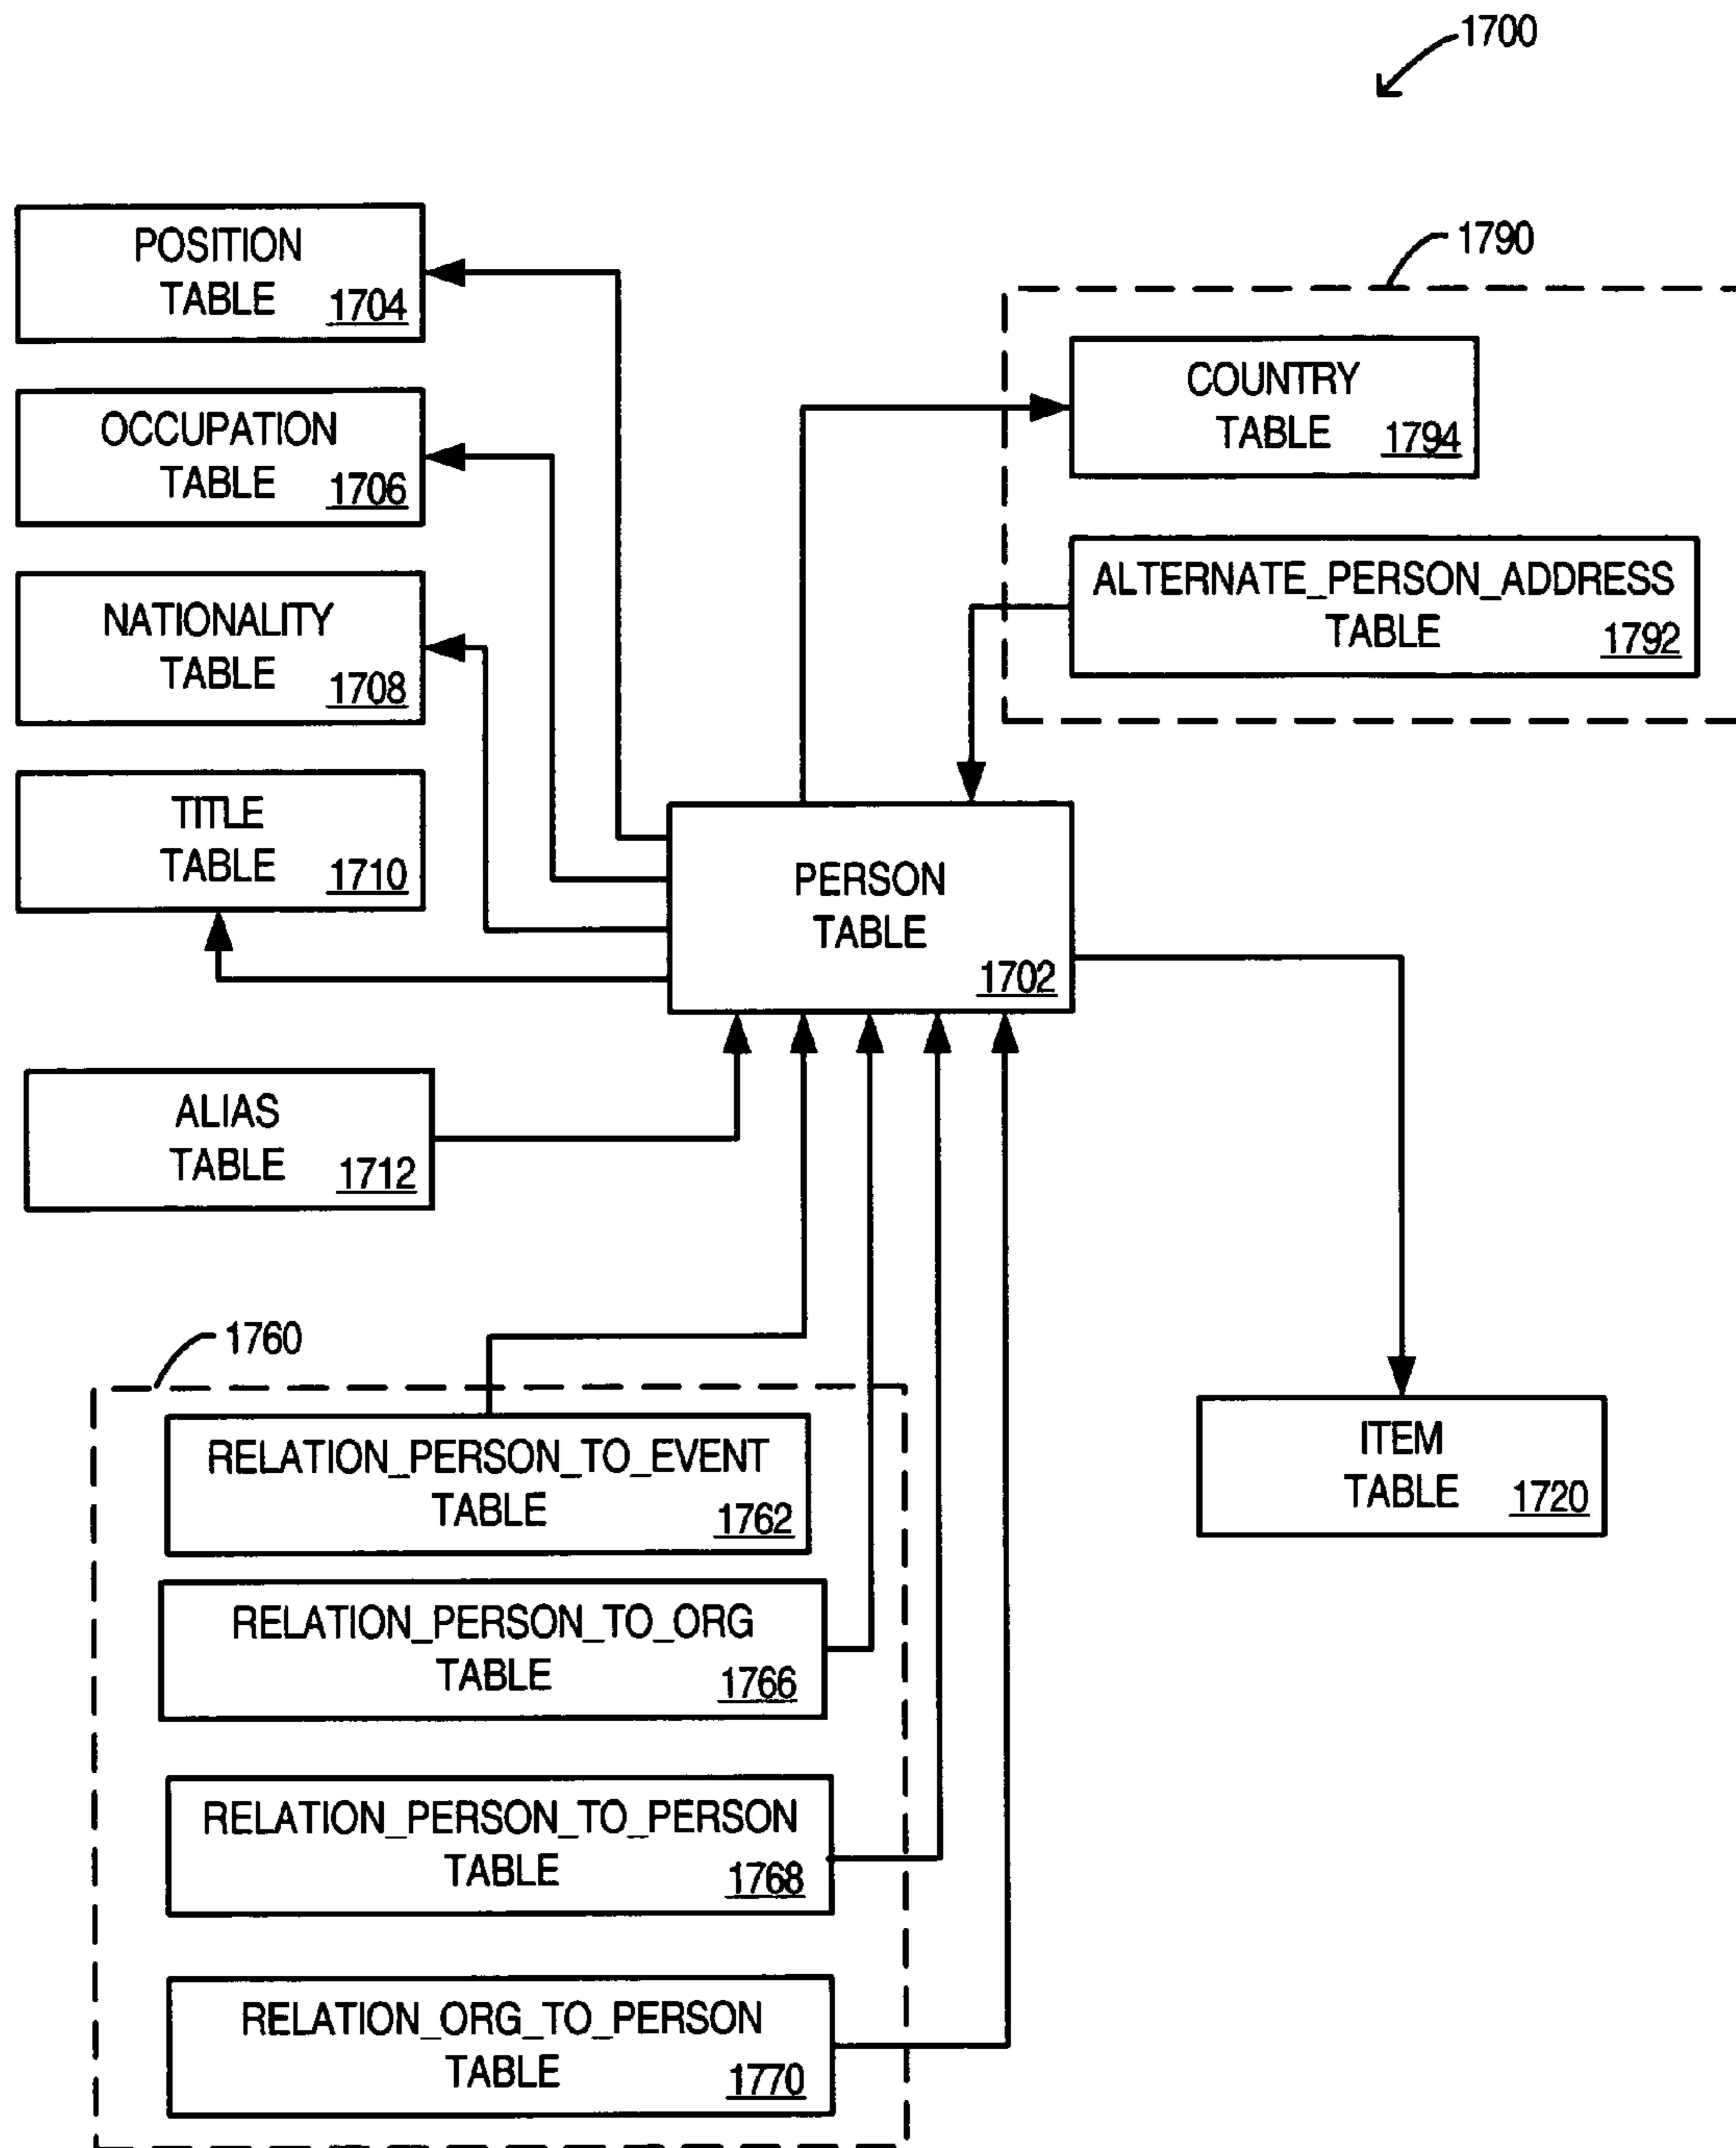 1700
POSITION
TABLE 1704
1790
COUNTRY
TABLE 1794
OCCUPATION
TABLE 1706
ALTERNATE_PERSON_ADDRESS
TABLE 1792
NATIONALITY
TABLE 1708
TITLE
TABLE 1710
PERSON
TABLE
1702
ALIAS
TABLE 1712
1760
RELATION_PERSON_TO_EVENT
TABLE 1762
ITEM
TABLE 1720
RELATION_PERSON_TO_ORG
TABLE 1766
RELATION_PERSON_TO_PERSON
TABLE 1768
RELATION_ORG_TO_PERSON
TABLE 1770